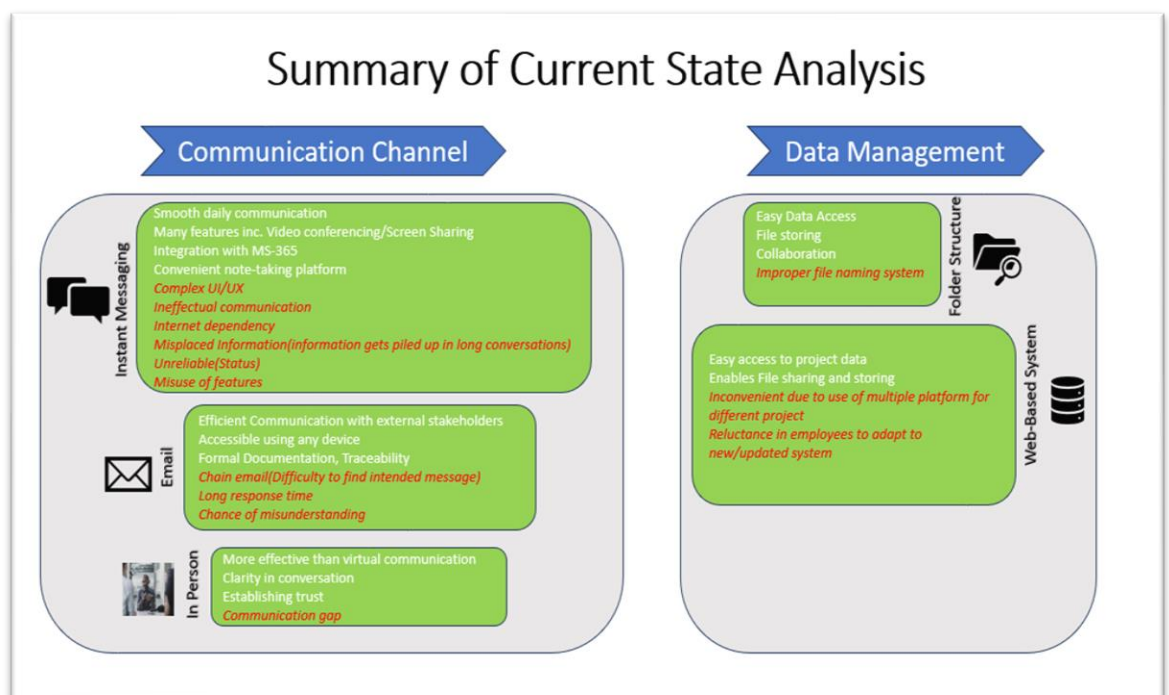 Summary of Current State Analysis
Communication Channel
Instant Messaging
Smooth daily communication
Many features inc. Video conferencing/Screen Sharing
Integration with MS-365
Convenient note-taking platform
Complex UI/UX
Ineffectual communication
Internet dependency
Misplaced Information(information gets piled up in long conversations)
Unreliable(Status)
Misuse of features
Email
Efficient Communication with external stakeholders
Accessible using any device
Formal Documentation, Traceability
Chain email(Difficulty to find intended message)
Long response time
Chance of misunderstanding
In Person
More effective than virtual communication
Clarity in conversation
Establishing trust
Communication gap
Data Management
Easy Data Access
File storing
Collaboration
Improper file naming system
Folder Structure
Easy access to project data
Enables File sharing and storing
Inconvenient due to use of multiple platform for
different project
Reluctance in employees to adapt to
new/updated system
Web-Based System